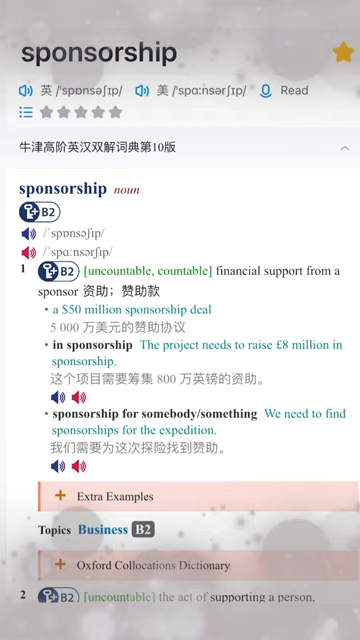 sponsorship
英 /'spɒnsəʃɪp/ 美 /'spɑːnsərʃɪp/ Read
牛津高阶英汉双解词典第10版
sponsorship noun
B2
/ˈspɒnsəʃɪp/
/ˈspɑːnsərʃɪp/
1 B2 [uncountable, countable] financial support from a
sponsor 资助；赞助款
• a $50 million sponsorship deal
5 000 万美元的赞助协议
• in sponsorship The project needs to raise £8 million in
sponsorship.
这个项目需要筹集 800 万英镑的资助。
• sponsorship for somebody/something We need to find
sponsorships for the expedition.
我们需要为这次探险找到赞助。
+ Extra Examples
Topics Business B2
+ Oxford Collocations Dictionary
2 B2 [uncountable] the act of supporting a person,